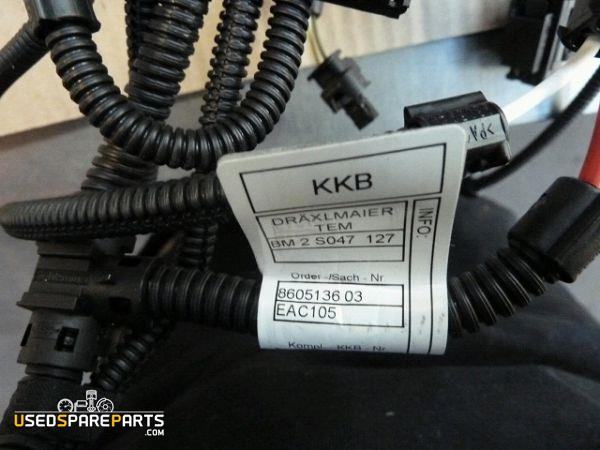 KKB
DRÄXLMAIER
TEM
BM 2 S047 127
Order -/Sach - Nr
8605136 03
EAC105
Kompl. KKB - Nr
INFO:
>PA
USEDSPAREPARTS
.COM